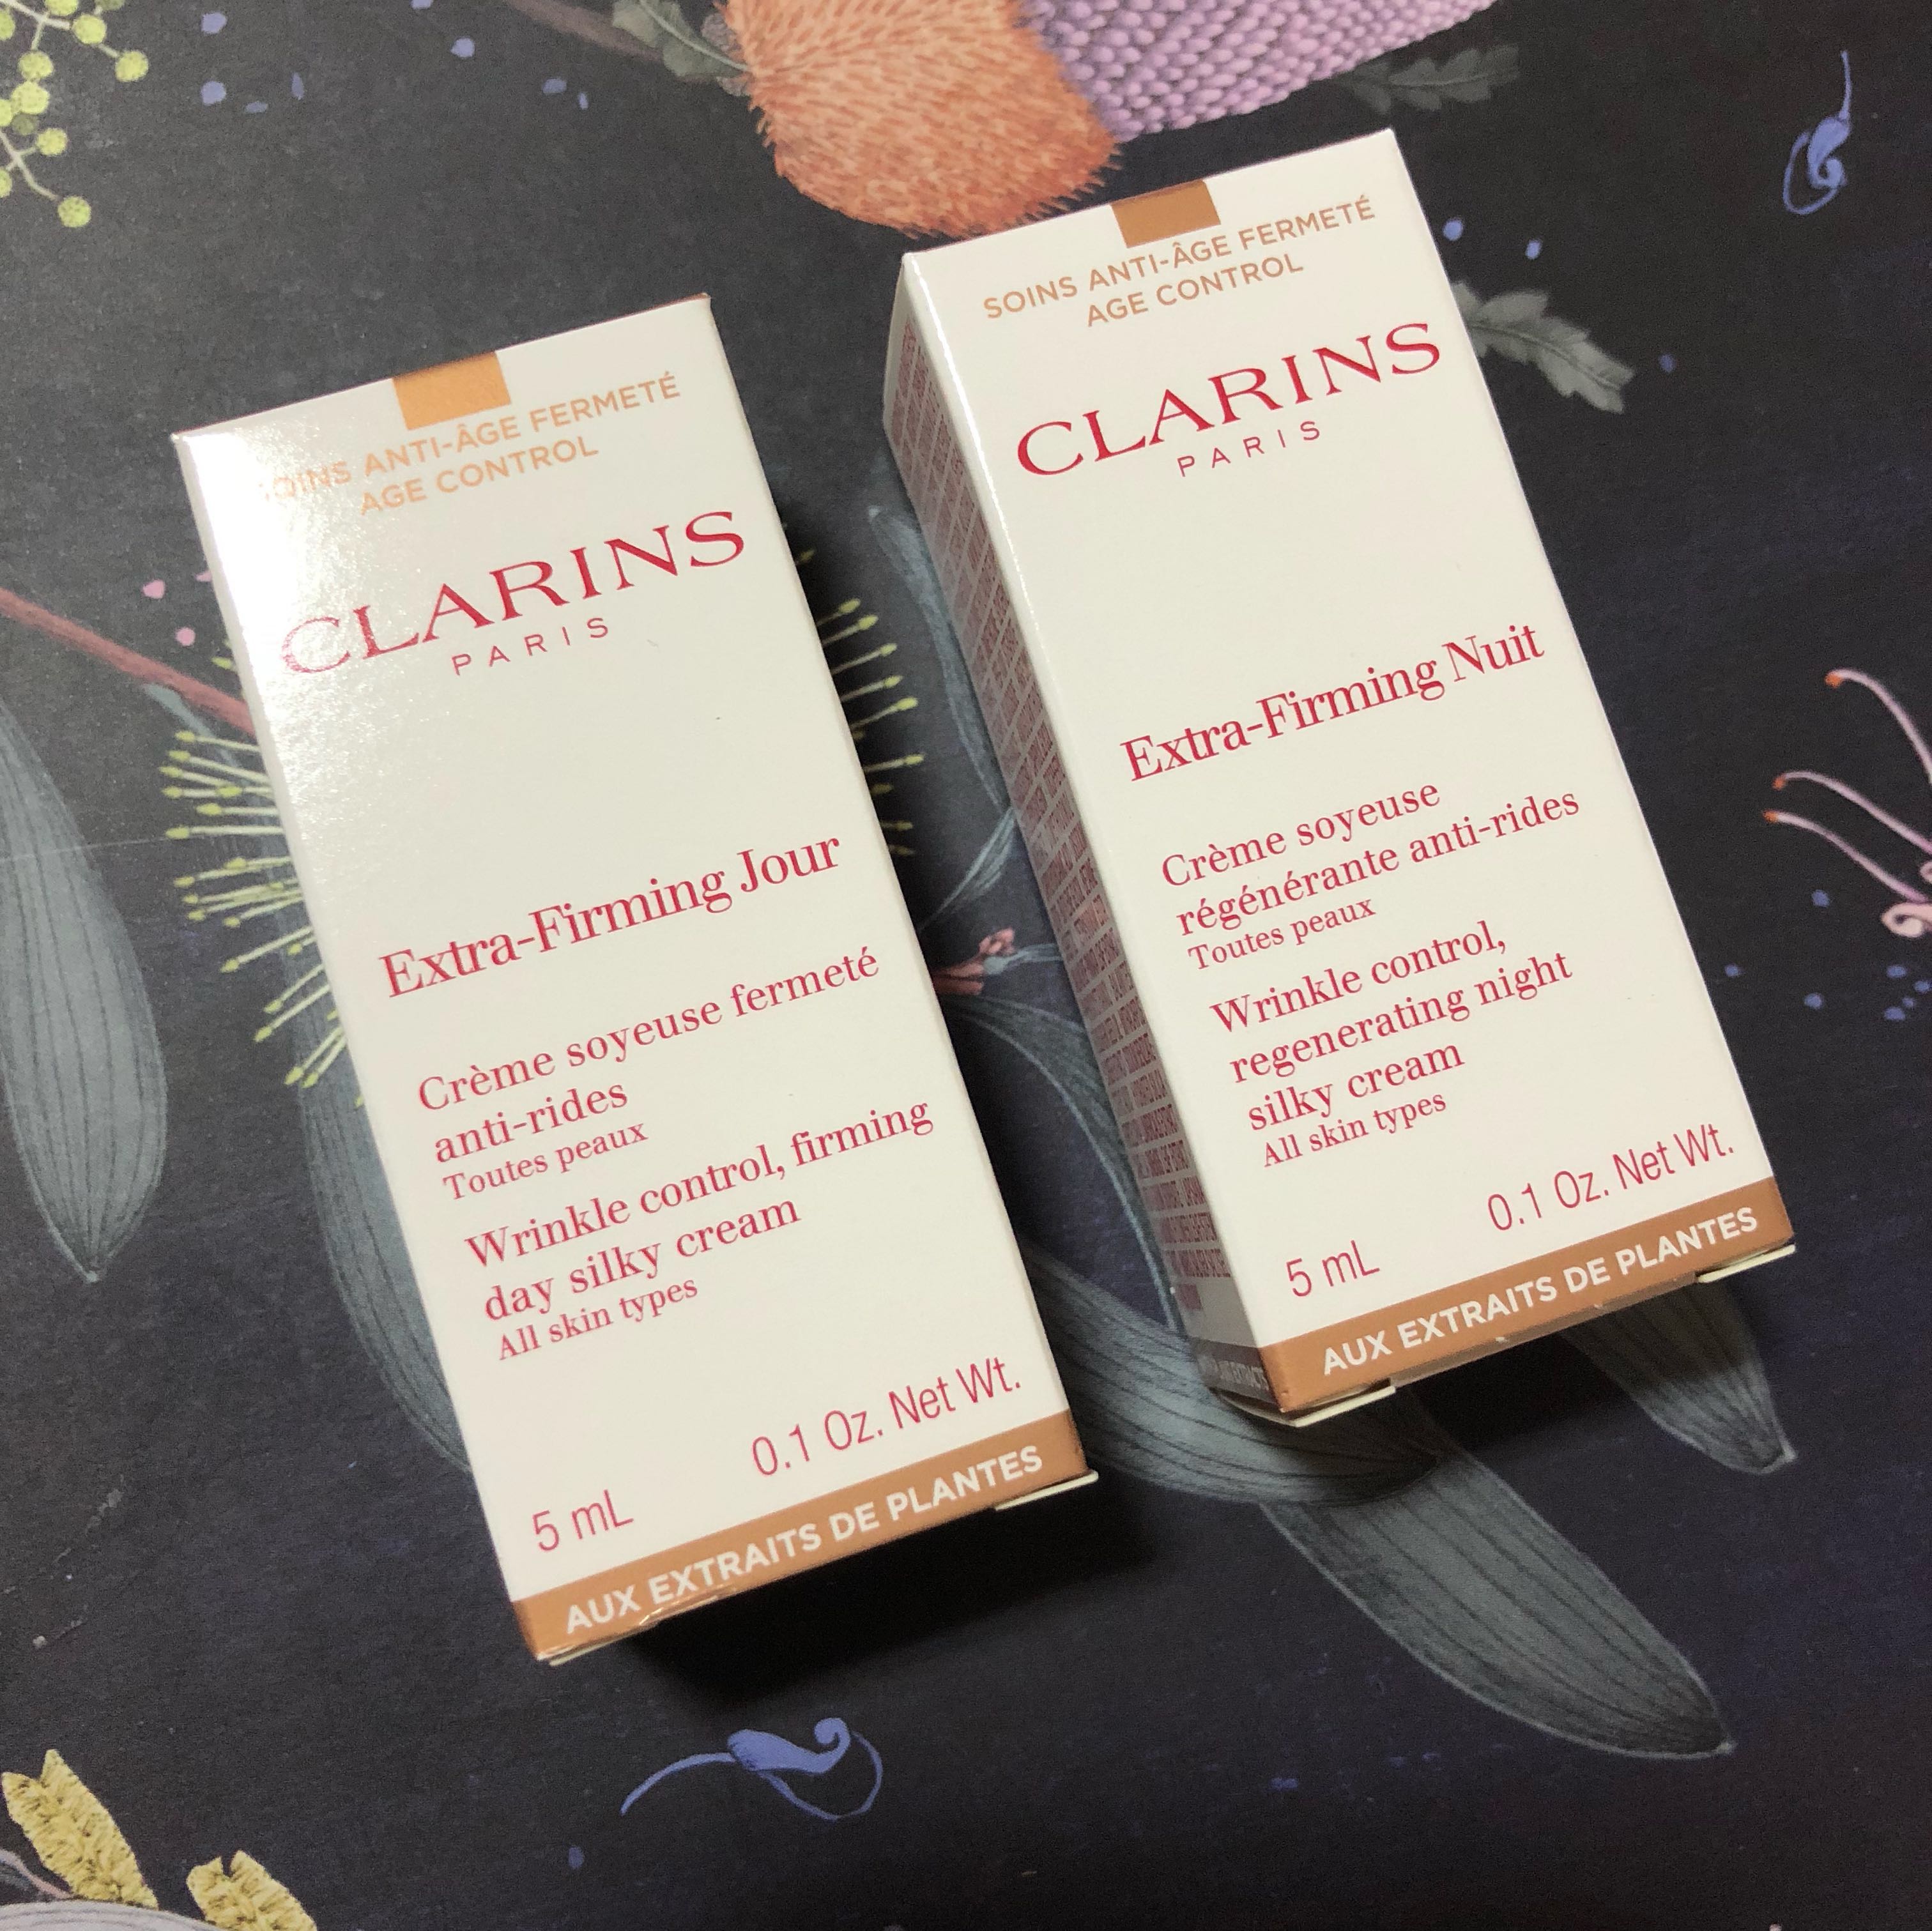 SOINS ANTI-ÂGE FERMETÉ
AGE CONTROL
CLARINS
PARIS
Extra-Firming Jour
Crème soyeuse fermeté
anti-rides
Toutes peaux
Wrinkle control, firming
day silky cream
All skin types
5 mL 0.1 Oz. Net Wt.
AUX EXTRAITS DE PLANTES
SOINS ANTI-ÂGE FERMETÉ
AGE CONTROL
CLARINS
PARIS
Extra-Firming Nuit
Crème soyeuse
régénérante anti-rides
Toutes peaux
Wrinkle control,
regenerating night
silky cream
All skin types
5 mL 0.1 Oz. Net Wt.
AUX EXTRAITS DE PLANTES